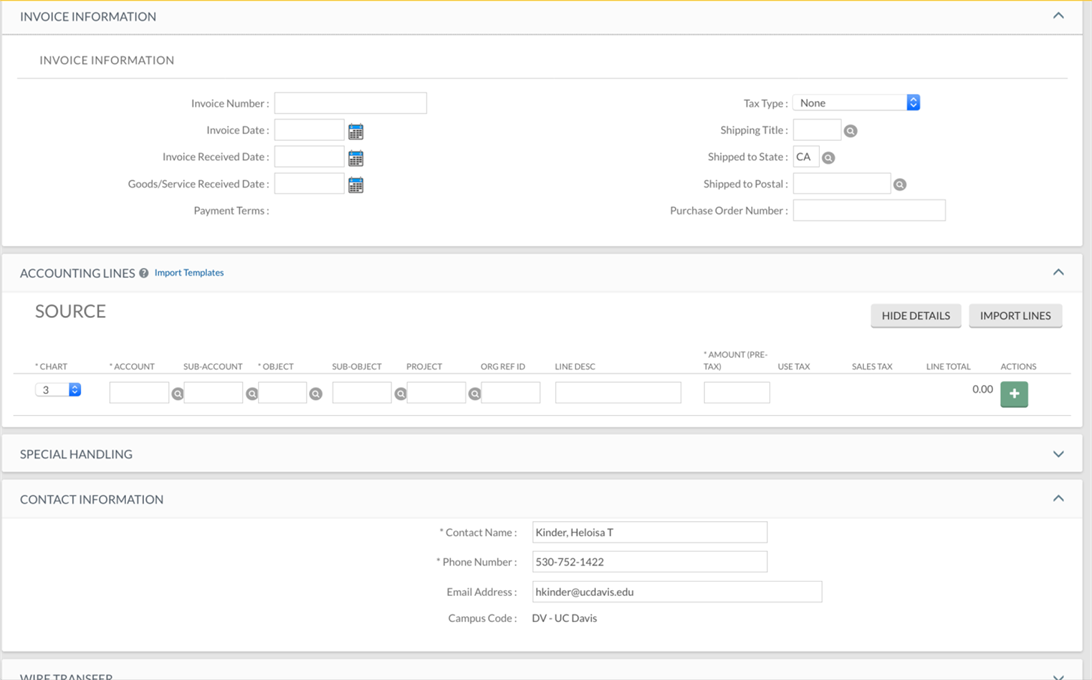 INVOICE INFORMATION
INVOICE INFORMATION
Invoice Number :
Invoice Date :
Invoice Received Date :
Goods/Service Received Date :
Payment Terms :
Tax Type : None
Shipping Title :
Shipped to State : CA
Shipped to Postal :
Purchase Order Number :
ACCOUNTING LINES ? Import Templates
SOURCE
HIDE DETAILS IMPORT LINES
* CHART * ACCOUNT SUB-ACCOUNT * OBJECT SUB-OBJECT PROJECT ORG REF ID LINE DESC * AMOUNT (PRE-TAX) USE TAX SALES TAX LINE TOTAL ACTIONS
3 0.00 +
SPECIAL HANDLING
CONTACT INFORMATION
* Contact Name : Kinder, Heloisa T
* Phone Number : 530-752-1422
Email Address : hkinder@ucdavis.edu
Campus Code : DV - UC Davis
WIRE TRANSFER